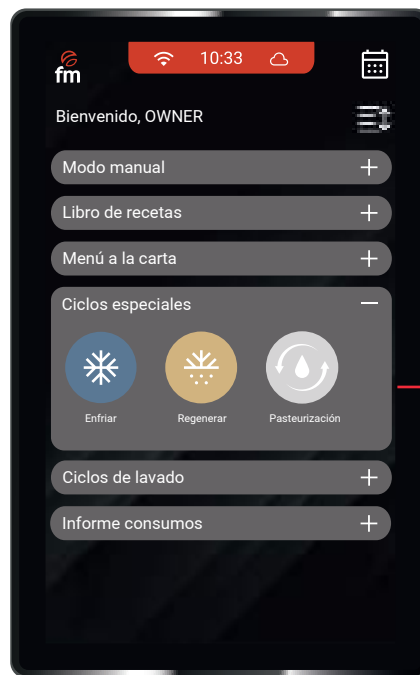 fm
10:33
Bienvenido, OWNER
Modo manual
Libro de recetas
Menú a la carta
Ciclos especiales
Enfriar
Regenerar
Pasteurización
Ciclos de lavado
Informe consumos